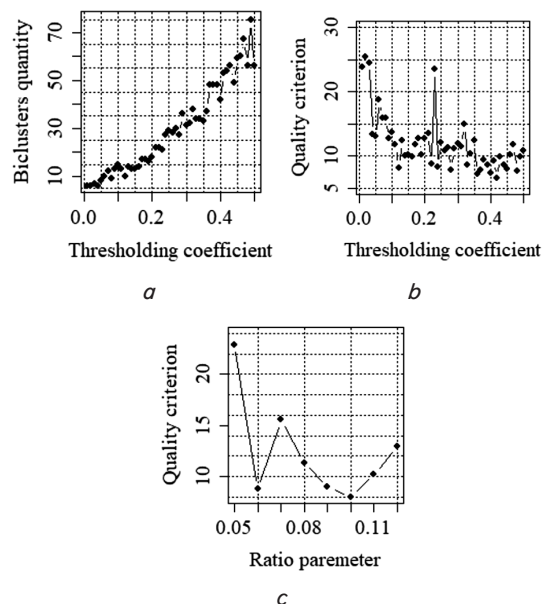 Biclusters quantity
70
50
30
10
0.0 0.2 0.4
Thresholding coefficient
a
Quality criterion
30
20
10
5
0.0 0.2 0.4
Thresholding coefficient
b
Quality criterion
20
15
10
0.05 0.08 0.11
Ratio paremeter
c